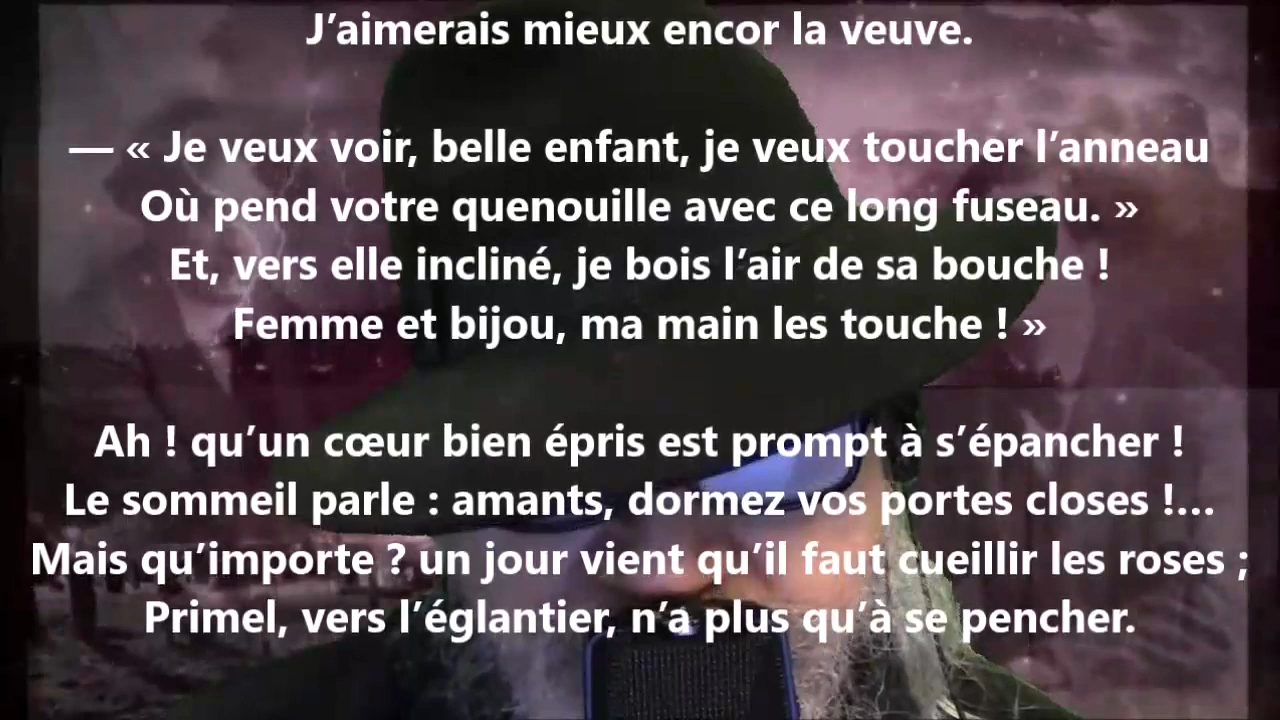 J’aimerais mieux encor la veuve.
— « Je veux voir, belle enfant, je veux toucher l’anneau
Où pend votre quenouille avec ce long fuseau. »
Et, vers elle incliné, je bois l’air de sa bouche !
Femme et bijou, ma main les touche ! »
Ah ! qu’un cœur bien épris est prompt à s’épancher !
Le sommeil parle : amants, dormez vos portes closes !…
Mais qu’importe ? un jour vient qu’il faut cueillir les roses ;
Primel, vers l’églantier, n’a plus qu’à se pencher.